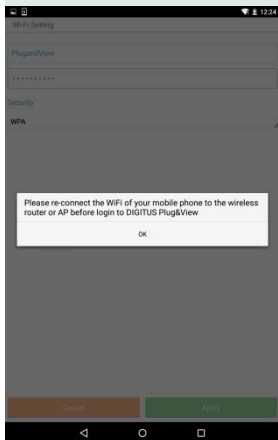 12:24
Wi-Fi Setting
PlugandView
Security
WPA
Please re-connect the WiFi of your mobile phone to the wireless
router or AP before login to DIGITUS Plug&View
OK
Cancel
Apply